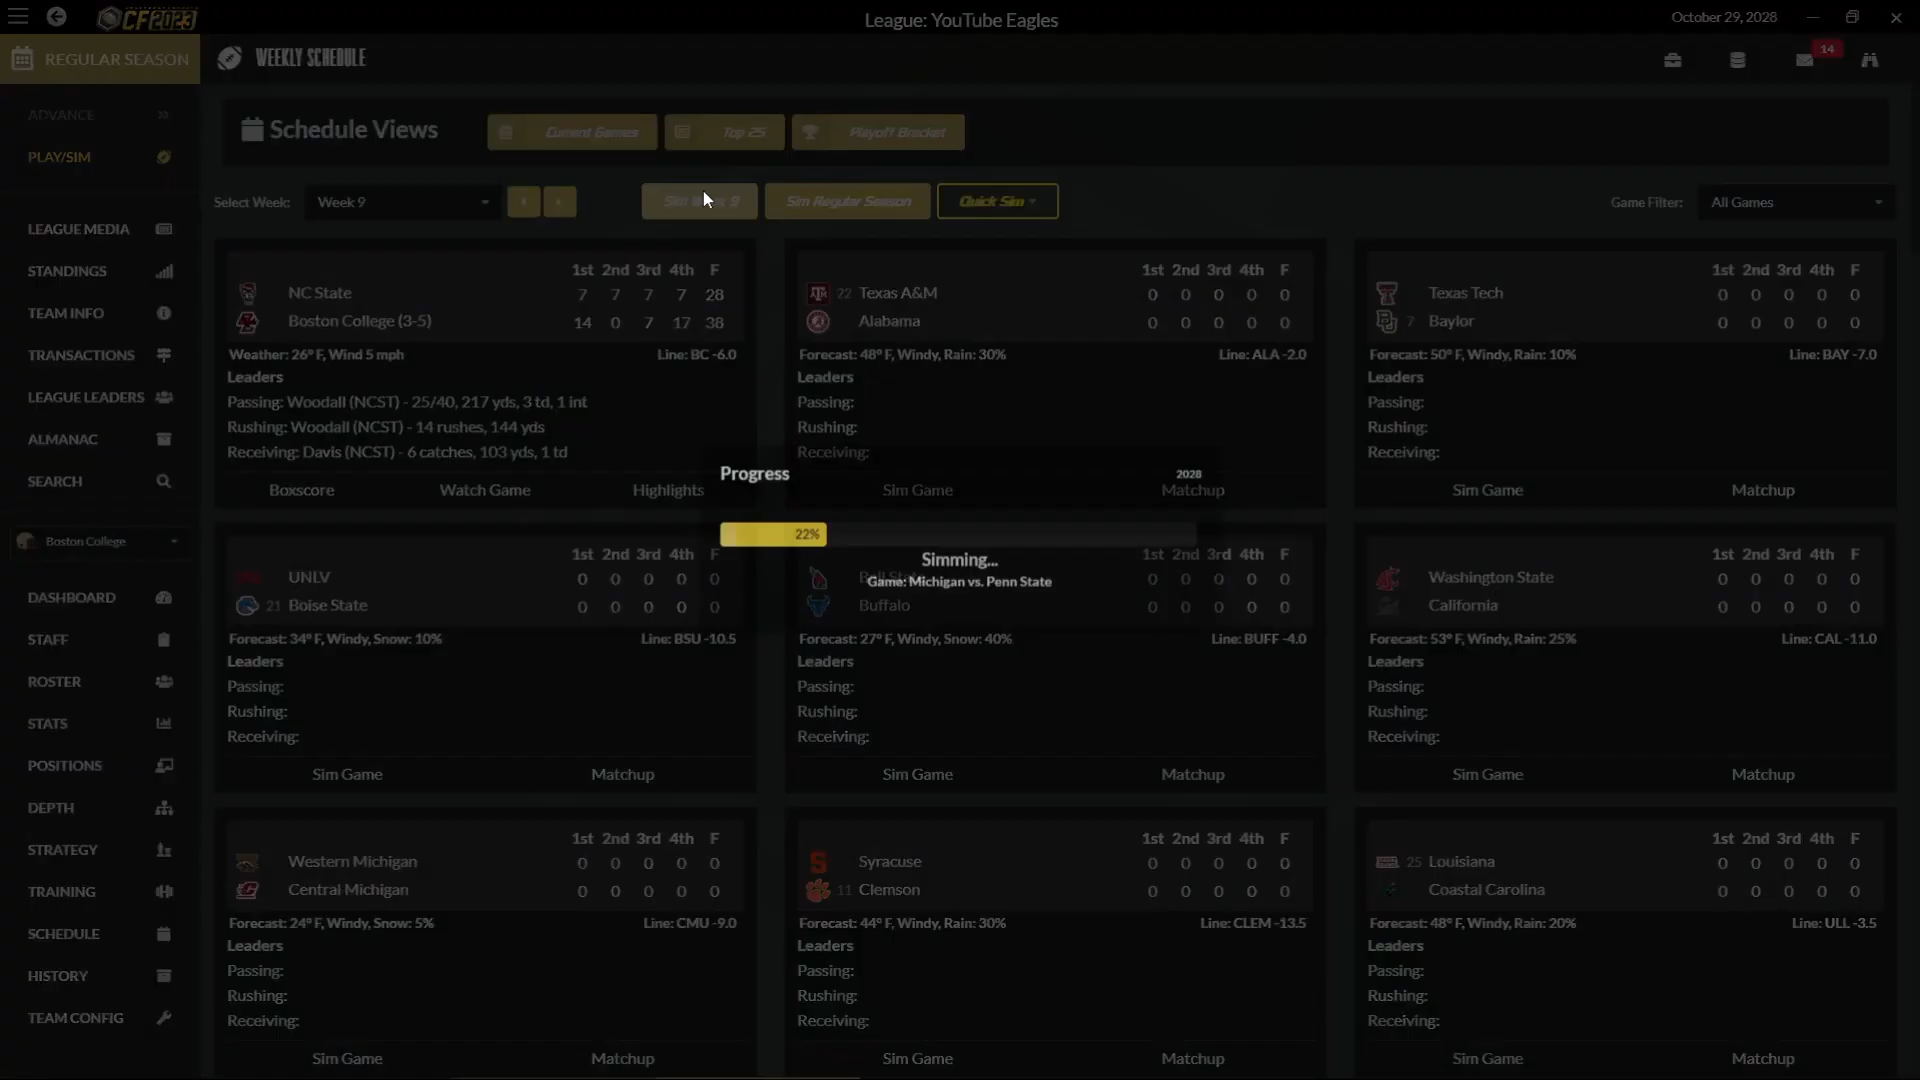 CF2023
League: YouTube Eagles
October 29, 2028
REGULAR SEASON
WEEKLY SCHEDULE
14
ADVANCE
PLAY/SIM
LEAGUE MEDIA
STANDINGS
TEAM INFO
TRANSACTIONS
LEAGUE LEADERS
ALMANAC
SEARCH
Boston College
DASHBOARD
STAFF
ROSTER
STATS
POSITIONS
DEPTH
STRATEGY
TRAINING
SCHEDULE
HISTORY
TEAM CONFIG
Schedule Views
Current Games
Top 25
Playoff Bracket
Select Week:
Week 9
Sim Week 9
Sim Regular Season
Quick Sim
Game Filter:
All Games
1st 2nd 3rd 4th F
NC State 7 7 7 7 28
Boston College (3-5) 14 0 7 17 38
Weather: 26° F, Wind 5 mph Line: BC -6.0
Leaders
Passing: Woodall (NCST) - 25/40, 217 yds, 3 td, 1 int
Rushing: Woodall (NCST) - 14 rushes, 144 yds
Receiving: Davis (NCST) - 6 catches, 103 yds, 1 td
Boxscore Watch Game Highlights
1st 2nd 3rd 4th F
22 Texas A&M 0 0 0 0 0
Alabama 0 0 0 0 0
Forecast: 48° F, Windy, Rain: 30% Line: ALA -2.0
Leaders
Passing:
Rushing:
Receiving:
Sim Game Matchup
1st 2nd 3rd 4th F
Texas Tech 0 0 0 0 0
7 Baylor 0 0 0 0 0
Forecast: 50° F, Windy, Rain: 10% Line: BAY -7.0
Leaders
Passing:
Rushing:
Receiving:
Sim Game Matchup
Progress 2028
22%
Simming...
Game: Michigan vs. Penn State
1st 2nd 3rd 4th F
UNLV 0 0 0 0 0
21 Boise State 0 0 0 0 0
Forecast: 34° F, Windy, Snow: 10% Line: BSU -10.5
Leaders
Passing:
Rushing:
Receiving:
Sim Game Matchup
1st 2nd 3rd 4th F
Ball State 0 0 0 0 0
Buffalo 0 0 0 0 0
Forecast: 27° F, Windy, Snow: 40% Line: BUFF -4.0
Leaders
Passing:
Rushing:
Receiving:
Sim Game Matchup
1st 2nd 3rd 4th F
Washington State 0 0 0 0 0
California 0 0 0 0 0
Forecast: 53° F, Windy, Rain: 25% Line: CAL -11.0
Leaders
Passing:
Rushing:
Receiving:
Sim Game Matchup
1st 2nd 3rd 4th F
Western Michigan 0 0 0 0 0
Central Michigan 0 0 0 0 0
Forecast: 24° F, Windy, Snow: 5% Line: CMU -9.0
Leaders
Passing:
Rushing:
Receiving:
Sim Game Matchup
1st 2nd 3rd 4th F
Syracuse 0 0 0 0 0
11 Clemson 0 0 0 0 0
Forecast: 44° F, Windy, Rain: 30% Line: CLEM -13.5
Leaders
Passing:
Rushing:
Receiving:
Sim Game Matchup
1st 2nd 3rd 4th F
25 Louisiana 0 0 0 0 0
Coastal Carolina 0 0 0 0 0
Forecast: 48° F, Windy, Rain: 20% Line: ULL -3.5
Leaders
Passing:
Rushing:
Receiving:
Sim Game Matchup